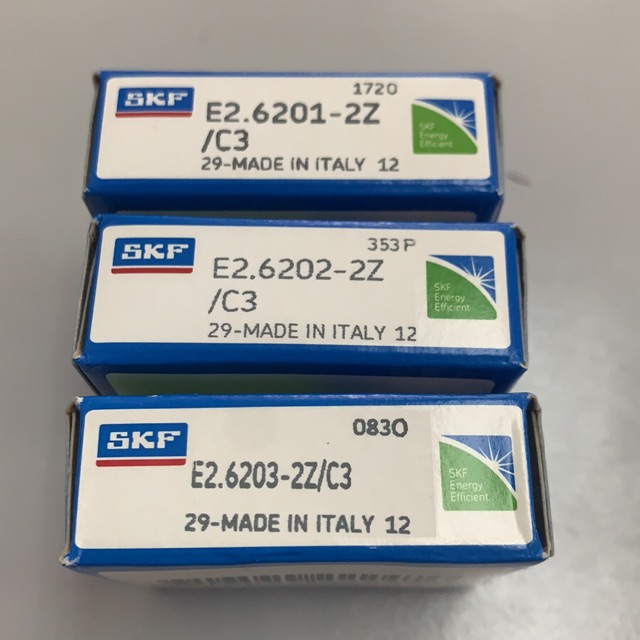 SKF
1720
E2.6201-2Z
/C3
SKF
Energy
Efficient
29-MADE IN ITALY 12
SKF
353P
E2.6202-2Z
/C3
SKF
Energy
Efficient
29-MADE IN ITALY 12
SKF
083O
E2.6203-2Z/C3
SKF
Energy
Efficient
29-MADE IN ITALY 12